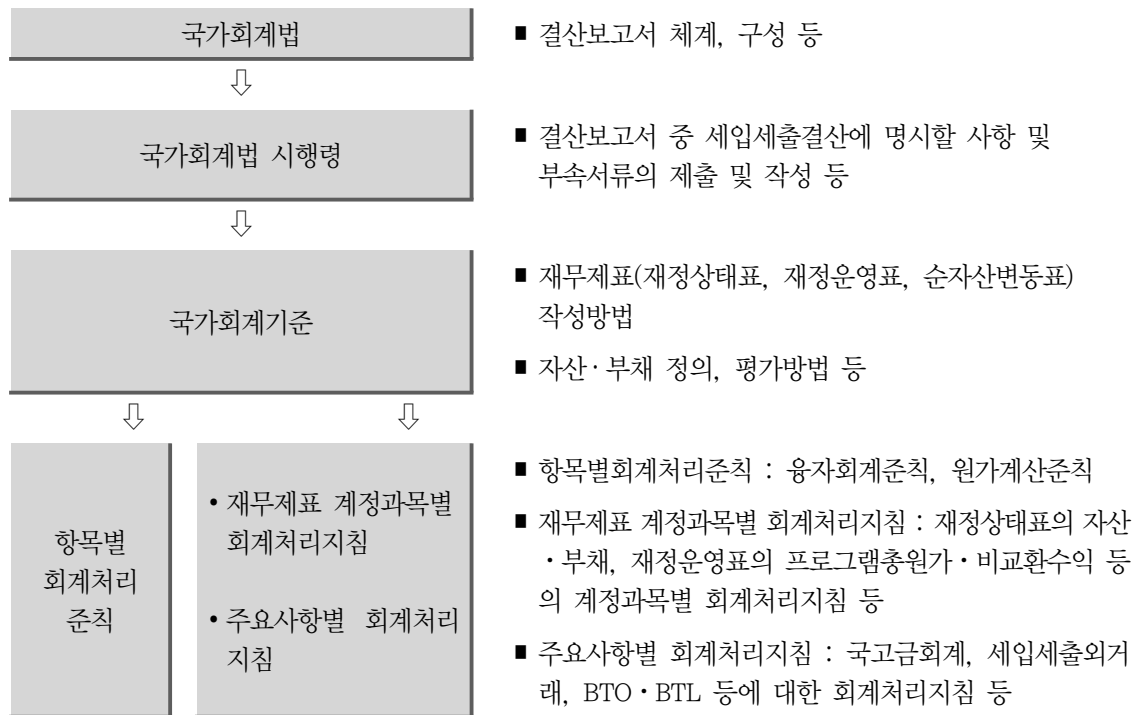 국가회계법
■ 결산보고서 체계, 구성 등
⇩
국가회계법 시행령
■ 결산보고서 중 세입세출결산에 명시할 사항 및
부속서류의 제출 및 작성 등
⇩
국가회계기준
■ 재무제표(재정상태표, 재정운영표, 순자산변동표)
작성방법
■ 자산·부채 정의, 평가방법 등
⇩ ⇩
항목별
회계처리
준칙
• 재무제표 계정과목별
회계처리지침
• 주요사항별 회계처리
지침
■ 항목별회계처리준칙 : 융자회계준칙, 원가계산준칙
■ 재무제표 계정과목별 회계처리지침 : 재정상태표의 자산
·부채, 재정운영표의 프로그램총원가·비교환수익 등
의 계정과목별 회계처리지침 등
■ 주요사항별 회계처리지침 : 국고금회계, 세입세출외거
래, BTO·BTL 등에 대한 회계처리지침 등